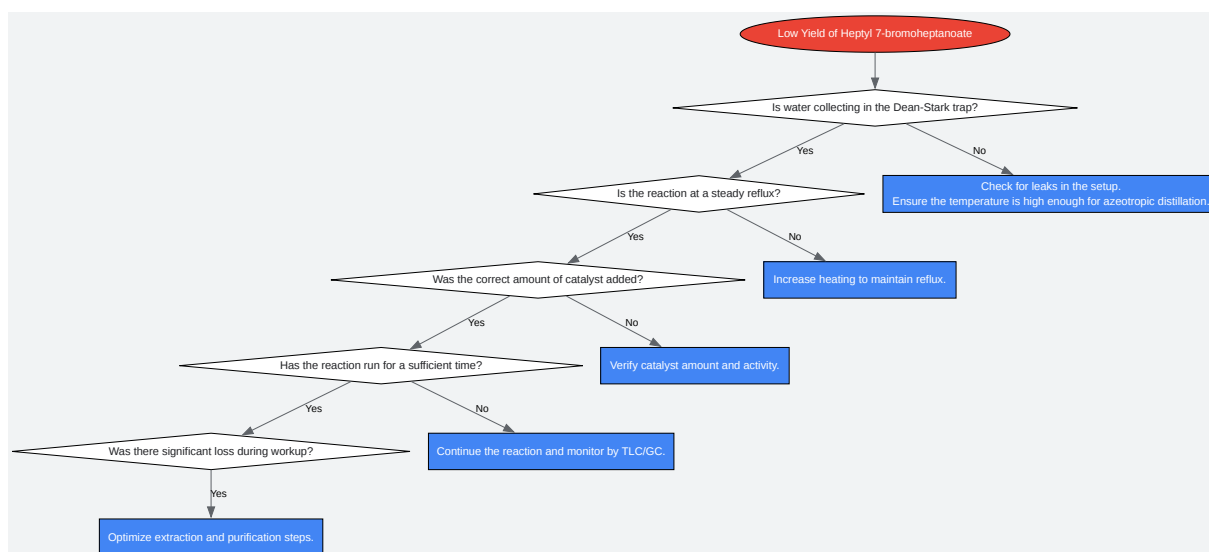 Low Yield of Heptyl 7-bromoheptanoate
Is water collecting in the Dean-Stark trap?
Yes
No
Is the reaction at a steady reflux?
Check for leaks in the setup.
Ensure the temperature is high enough for azeotropic distillation.
Yes
No
Was the correct amount of catalyst added?
Increase heating to maintain reflux.
Yes
No
Has the reaction run for a sufficient time?
Verify catalyst amount and activity.
Yes
No
Was there significant loss during workup?
Continue the reaction and monitor by TLC/GC.
Yes
Optimize extraction and purification steps.